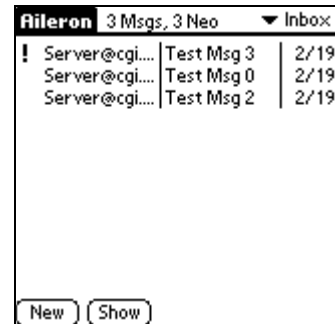 Aileron 3 Msgs, 3 Neo Inbox
! Server@cgi.... Test Msg 3 2/19
Server@cgi.... Test Msg 0 2/19
Server@cgi.... Test Msg 2 2/19
New Show